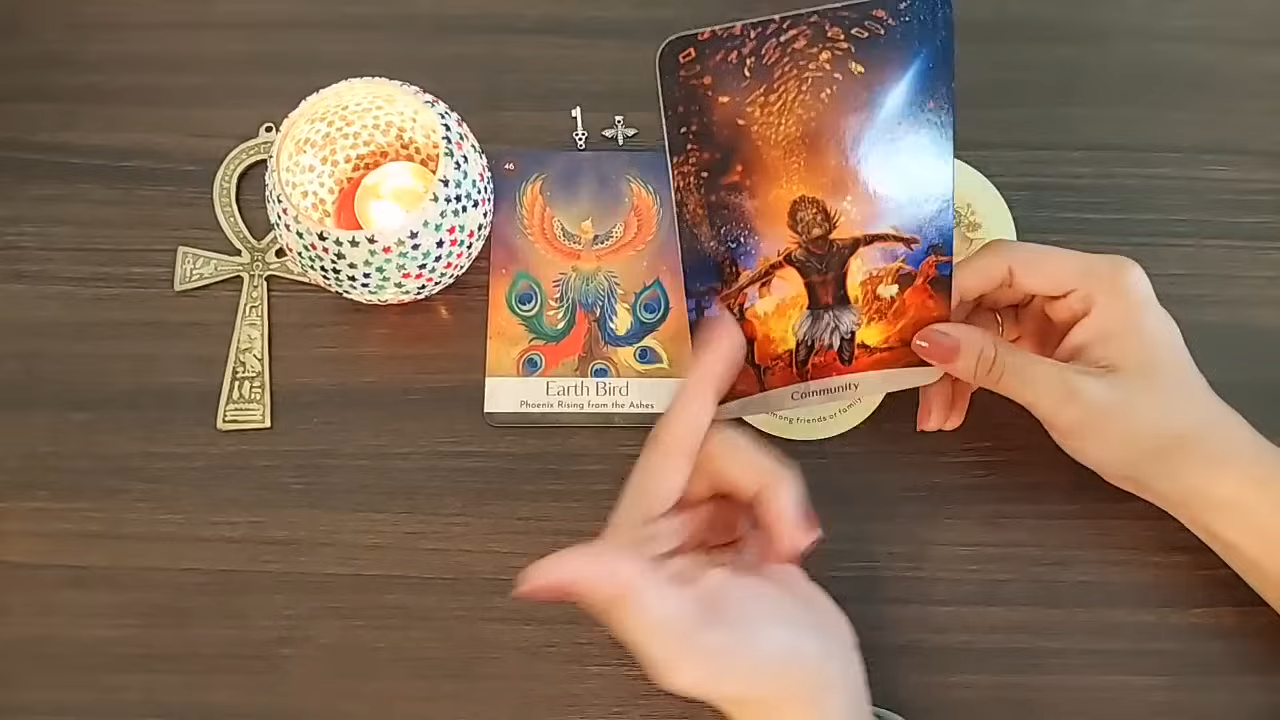 46
Earth Bird
Phoenix Rising from the Ashes
Community
among friends or family